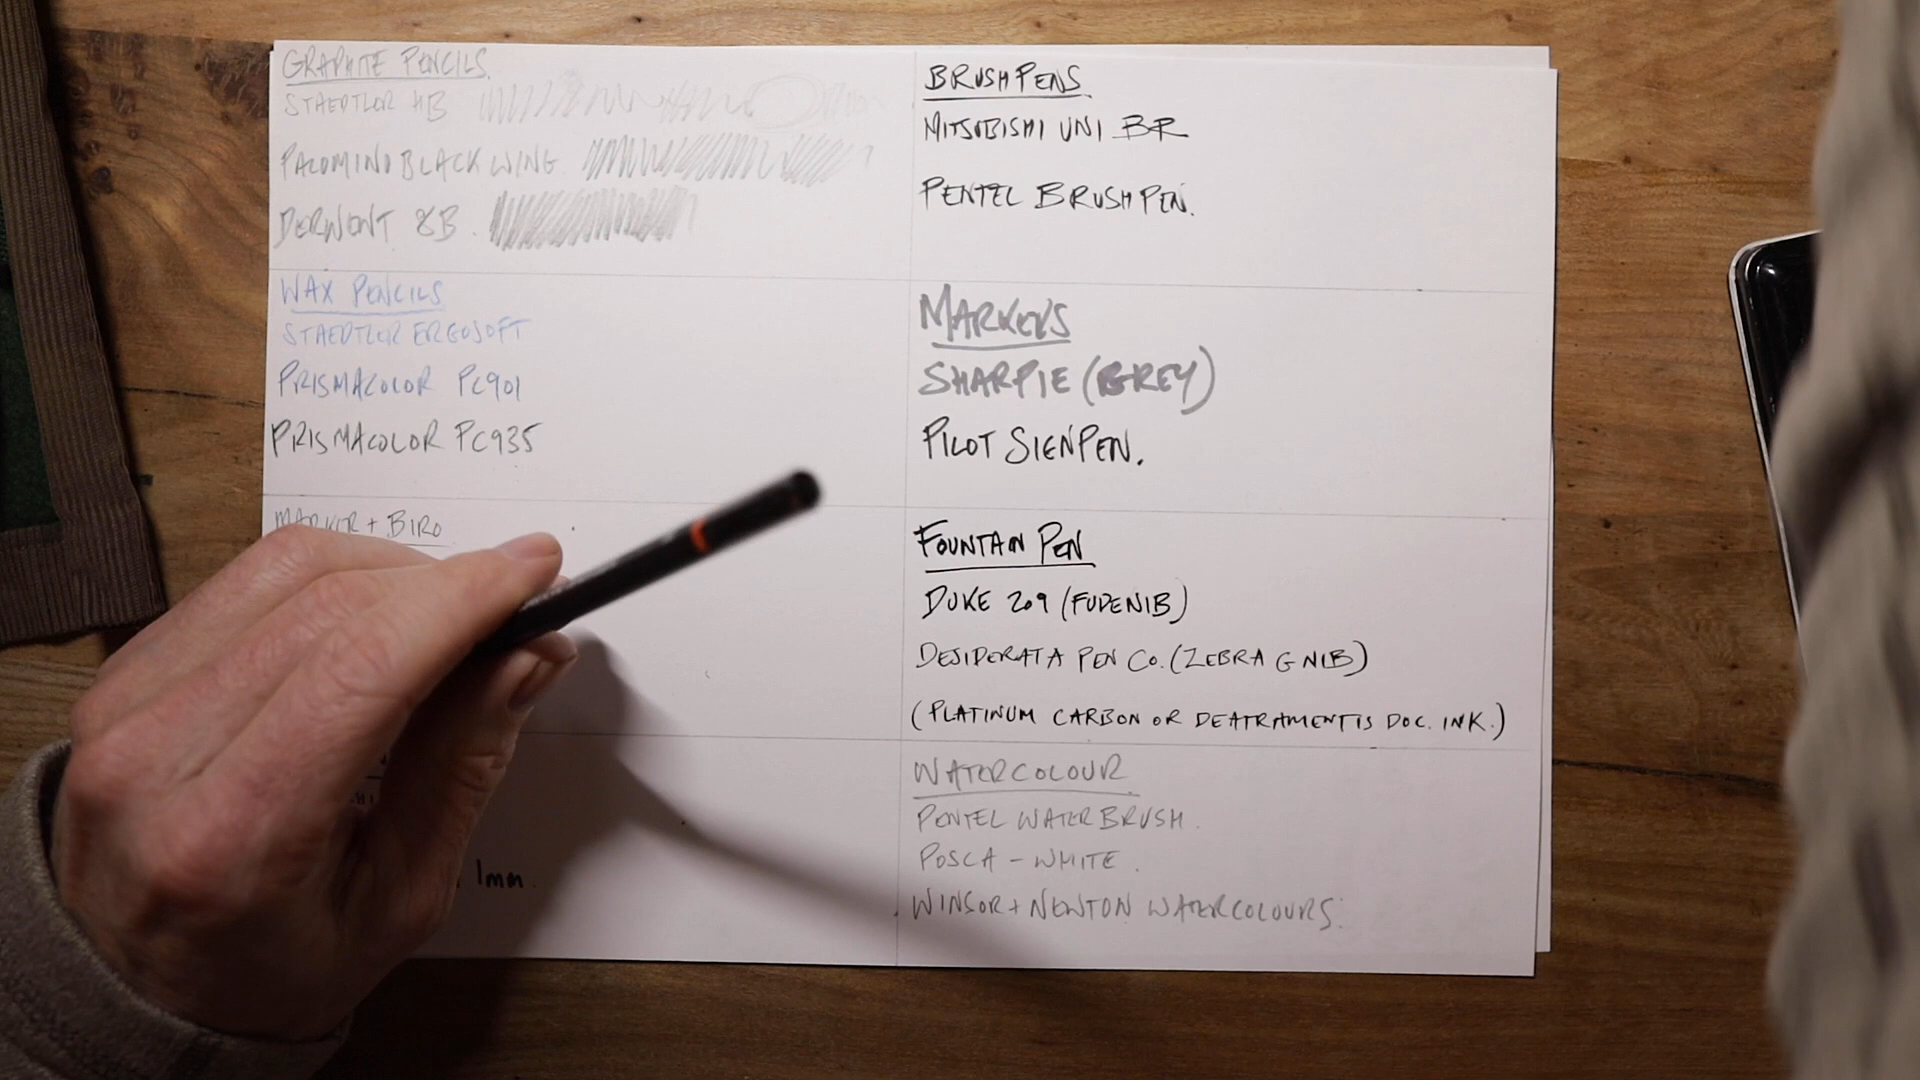 GRAPHITE PENCILS
STAEDTLOR HB
PALOMINO BLACKWING.
DERWENT 8B.
WAX PENCILS
STAEDTLER ERGOSOFT
PRISMACOLOR PC901
PRISMACOLOR PC935
MARKER + BIRO
1mm.
BRUSH PENS
MITSUBISHI UNI BR
PENTEL BRUSH PEN.
MARKERS
SHARPIE (GREY)
PILOT SIGNPEN.
FOUNTAIN PEN
DUKE 209 (FUDENIB)
DESIDERATA PEN Co. (ZEBRA G NIB)
(PLATINUM CARBON OR DEATRAMENTIS DOC. INK.)
WATERCOLOUR
PENTEL WATERBRUSH.
POSCA - WHITE.
WINSOR + NEWTON WATERCOLOURS.